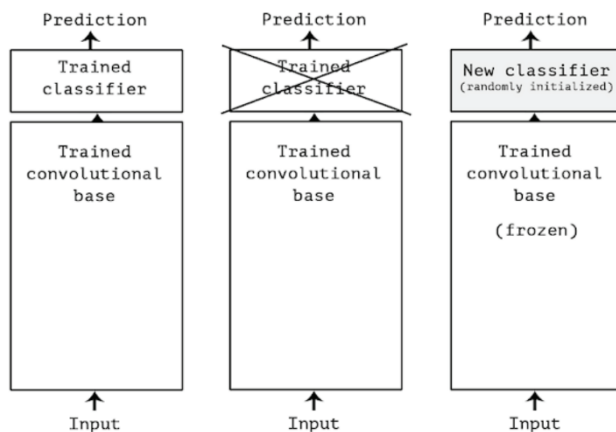 Prediction
Trained
classifier
Trained
convolutional
base
Input
Prediction
Trained
classifier
Trained
convolutional
base
Input
Prediction
New classifier
(randomly initialized)
Trained
convolutional
base
(frozen)
Input